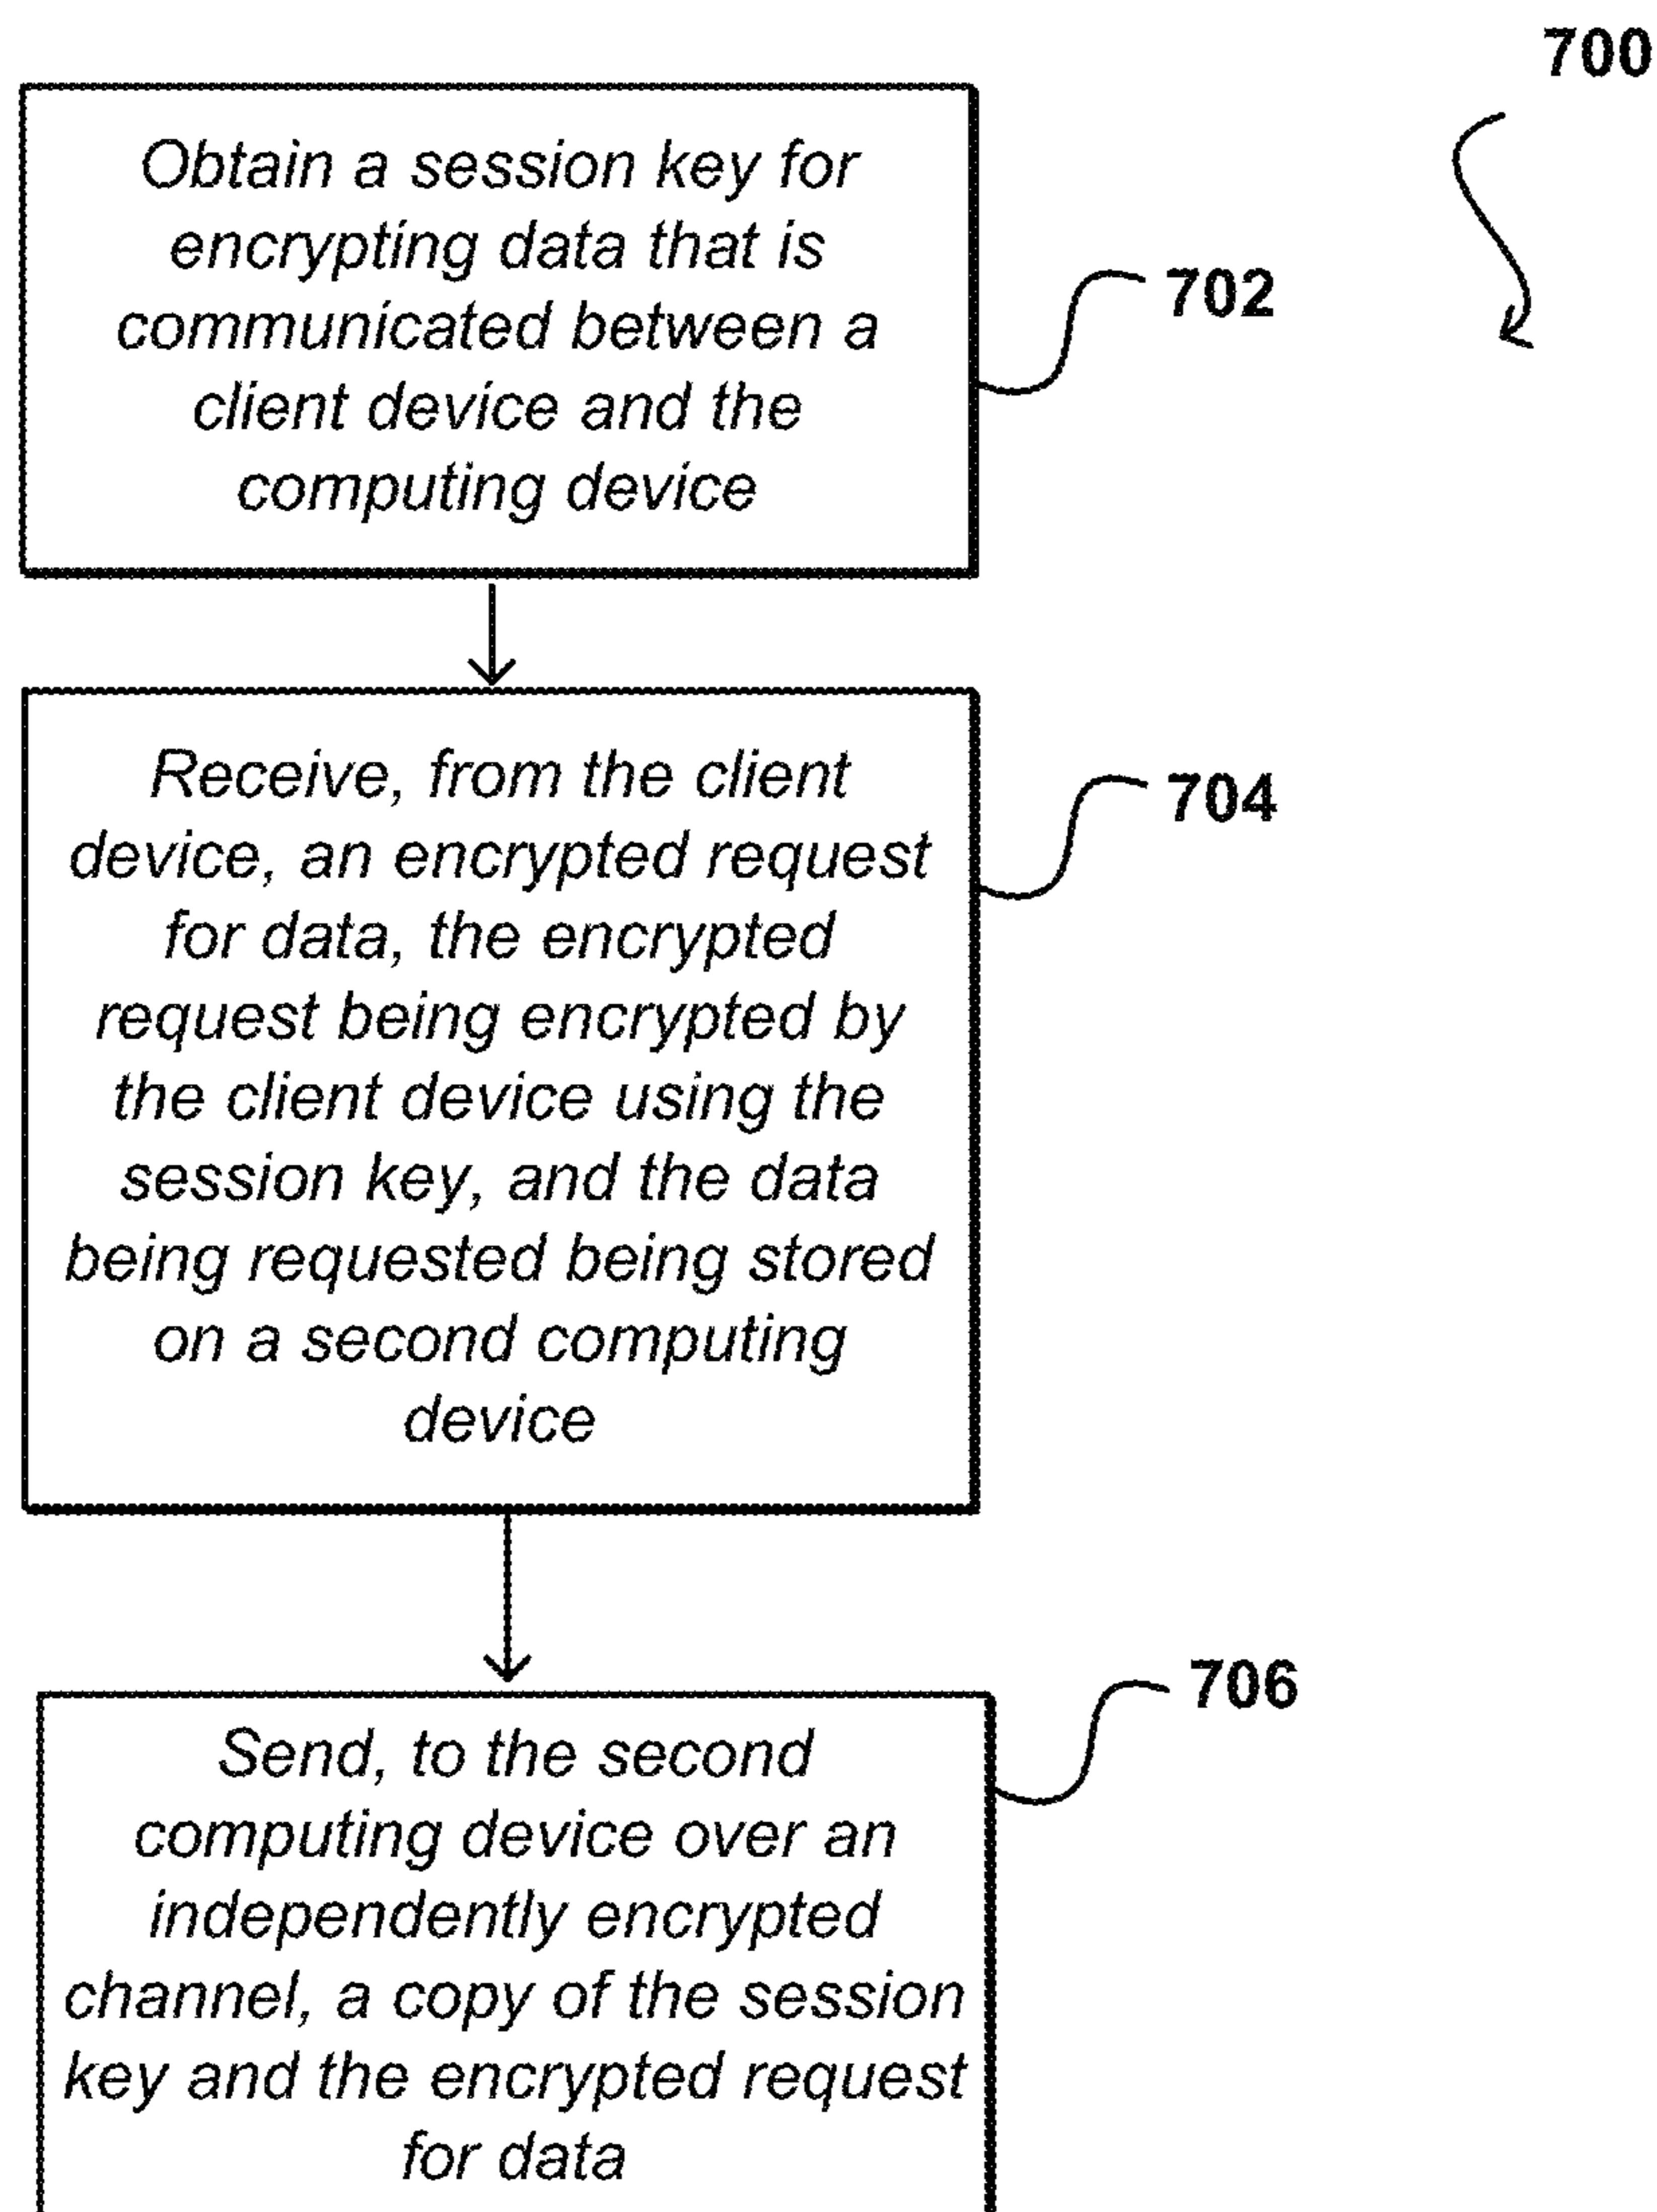 700
Obtain a session key for
encrypting data that is
communicated between a
client device and the
computing device
702
Receive, from the client
device, an encrypted request
for data, the encrypted
request being encrypted by
the client device using the
session key, and the data
being requested being stored
on a second computing
device
704
Send, to the second
computing device over an
independently encrypted
channel, a copy of the session
key and the encrypted request
for data
706